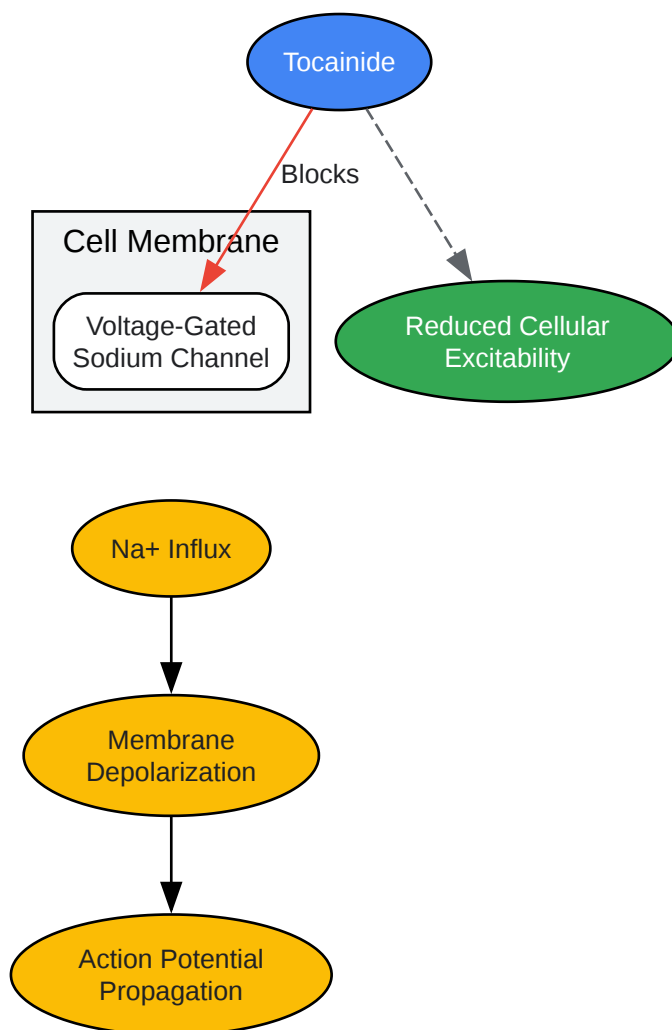 Tocainide
Blocks
Cell Membrane
Voltage-Gated
Sodium Channel
Reduced Cellular
Excitability
Na+ Influx
Membrane
Depolarization
Action Potential
Propagation